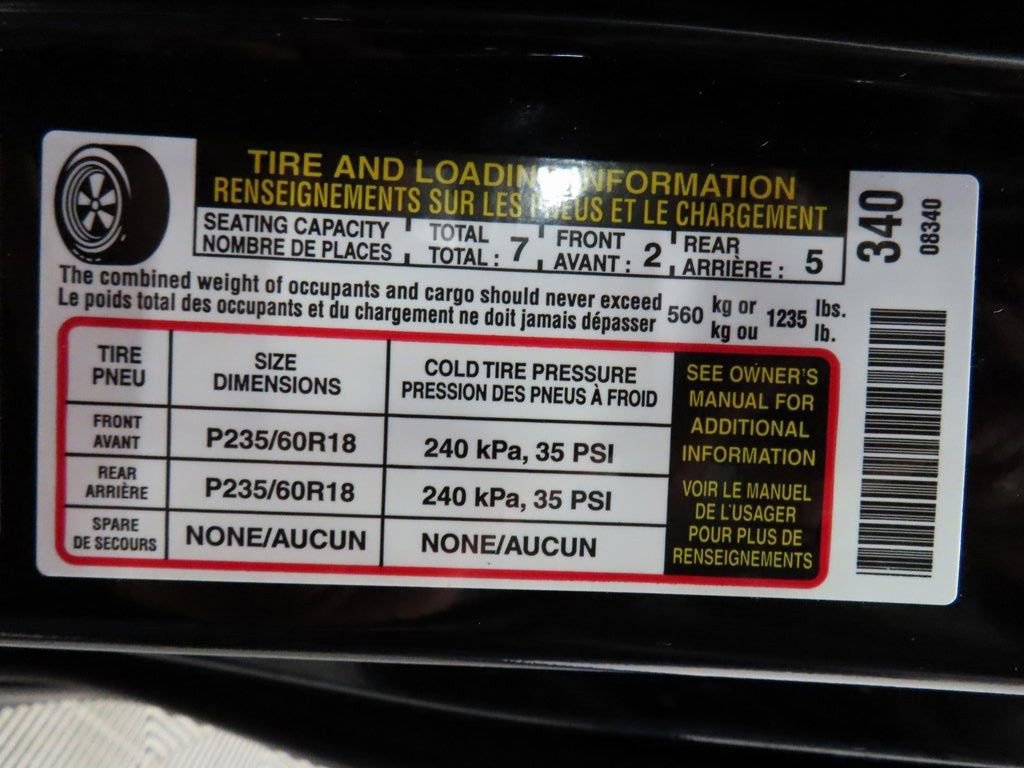 TIRE AND LOADING INFORMATION
RENSEIGNEMENTS SUR LES PNEUS ET LE CHARGEMENT
SEATING CAPACITY TOTAL FRONT REAR
NOMBRE DE PLACES TOTAL : 7 AVANT : 2 ARRIÈRE : 5
The combined weight of occupants and cargo should never exceed 560 kg or 1235 lbs.
Le poids total des occupants et du chargement ne doit jamais dépasser kg ou lb.
TIRE SIZE COLD TIRE PRESSURE
PNEU DIMENSIONS PRESSION DES PNEUS À FROID
FRONT
AVANT P235/60R18 240 kPa, 35 PSI
REAR
ARRIÈRE P235/60R18 240 kPa, 35 PSI
SPARE
DE SECOURS NONE/AUCUN NONE/AUCUN
SEE OWNER'S
MANUAL FOR
ADDITIONAL
INFORMATION
VOIR LE MANUEL
DE L'USAGER
POUR PLUS DE
RENSEIGNEMENTS
340
08340